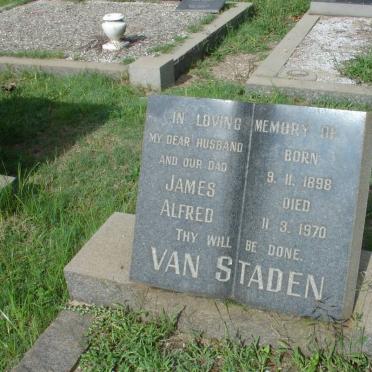 IN LOVING MEMORY OF
MY DEAR HUSBAND
AND OUR DAD
JAMES
ALFRED
BORN
9. 11. 1898
DIED
11. 3. 1970
THY WILL BE DONE.
VAN STADEN